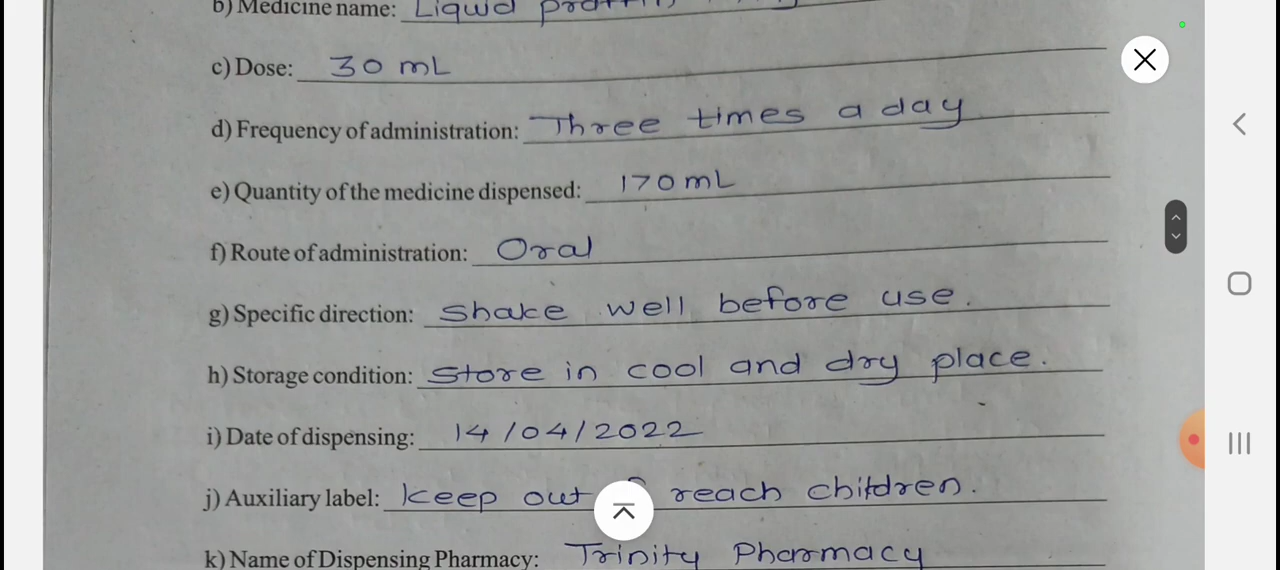 b) Medicine name: Liquid
c) Dose: 30 mL
d) Frequency of administration: Three times a day
e) Quantity of the medicine dispensed: 170 mL
f) Route of administration: Oral
g) Specific direction: Shake well before use.
h) Storage condition: Store in cool and dry place.
i) Date of dispensing: 14/04/2022
j) Auxiliary label: Keep out reach children.
k) Name of Dispensing Pharmacy: Trinity Pharmacy